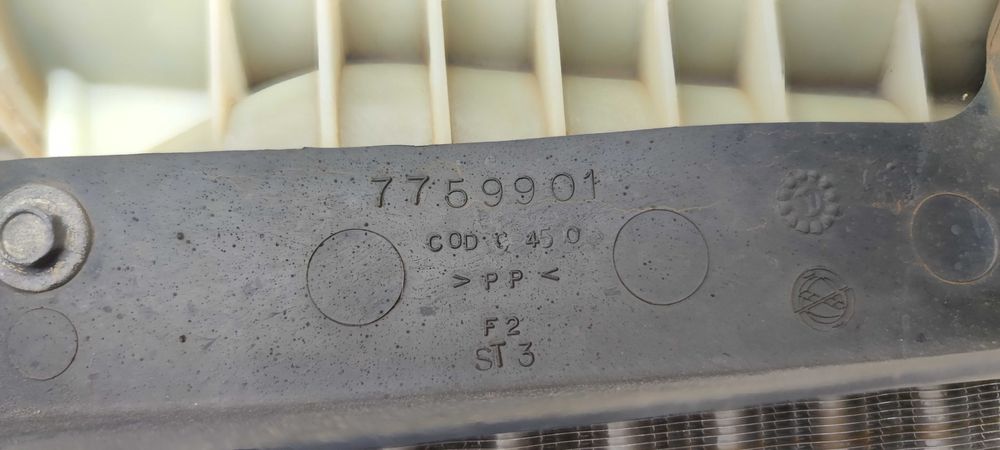 7759901
COD. C. 45 0
>PP<
F2
ST3